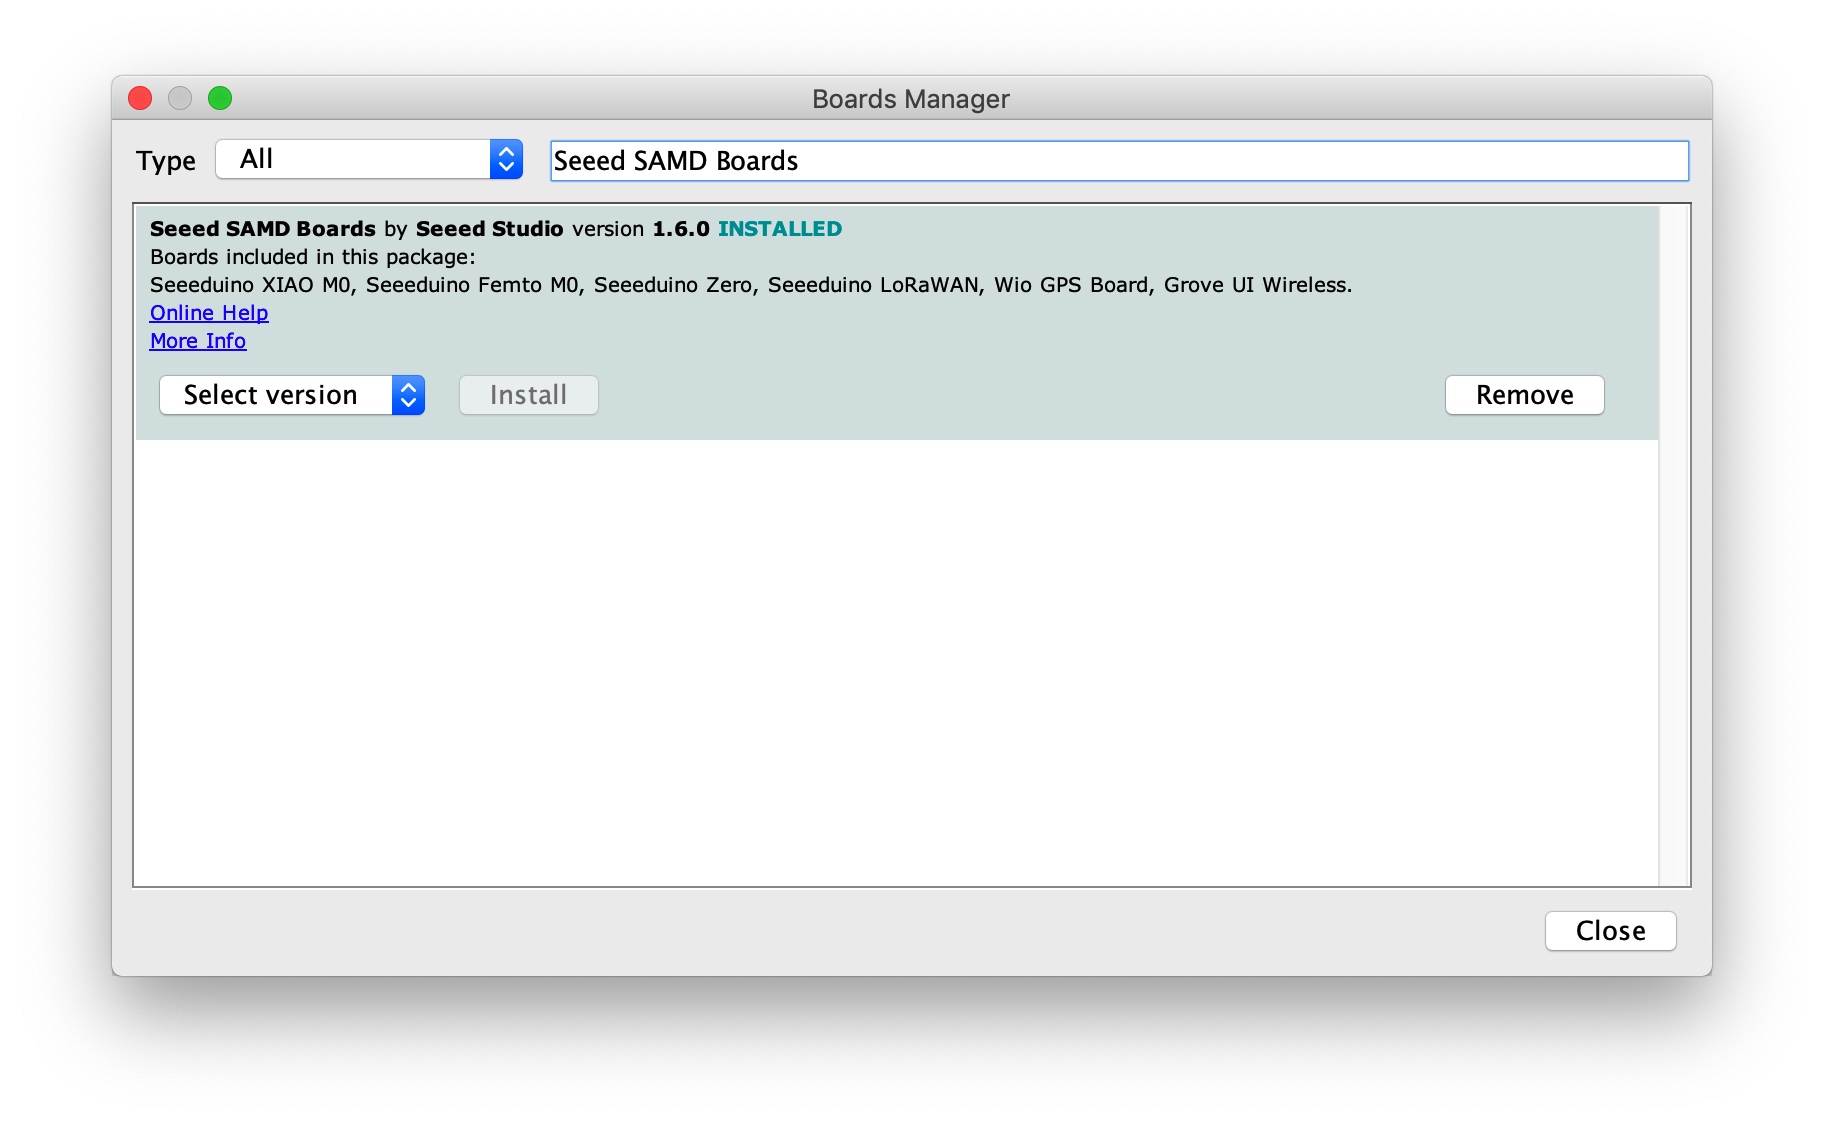 Boards Manager
Type All Seeed SAMD Boards
Seeed SAMD Boards by Seeed Studio version 1.6.0 INSTALLED
Boards included in this package:
Seeeduino XIAO M0, Seeeduino Femto M0, Seeeduino Zero, Seeeduino LoRaWAN, Wio GPS Board, Grove UI Wireless.
Online Help
More Info
Select version Install Remove
Close